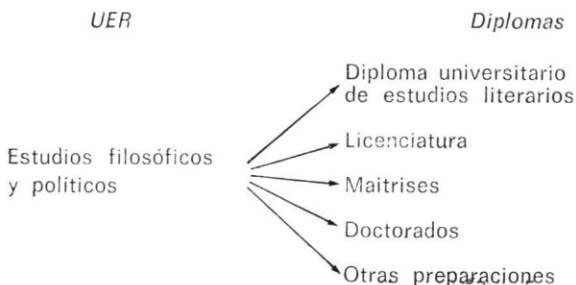 UER Diplomas
Diploma universitario
de estudios literarios
Licenciatura
Estudios filosóficos
y políticos
Maitrises
Doctorados
Otras preparaciones